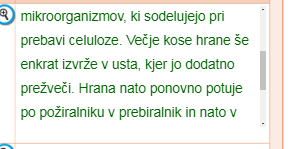 mikroorganizmov, ki sodelujejo pri
prebavi celuloze. Večje kose hrane še
enkrat izvrže v usta, kjer jo dodatno
prežveči. Hrana nato ponovno potuje
po požiralniku v prebiralnik in nato v